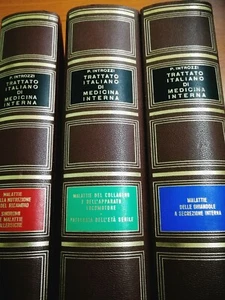 P. INTROZZI
TRATTATO
ITALIANO
DI
MEDICINA
INTERNA
MALATTIE
DELLA NUTRIZIONE
DEL RICAMBIO
SINDROMI
E MALATTIE
ALLERGICHE
P. INTROZZI
TRATTATO
ITALIANO
DI
MEDICINA
INTERNA
MALATTIE DEL COLLAGENO
E DELL'APPARATO
LOCOMOTORE
PATOLOGIA DELL'ETÀ SENILE
P. INTROZZI
TRATTATO
ITALIANO
DI
MEDICINA
INTERNA
MALATTIE
DELLE GHIANDOLE
A SECREZIONE INTERNA